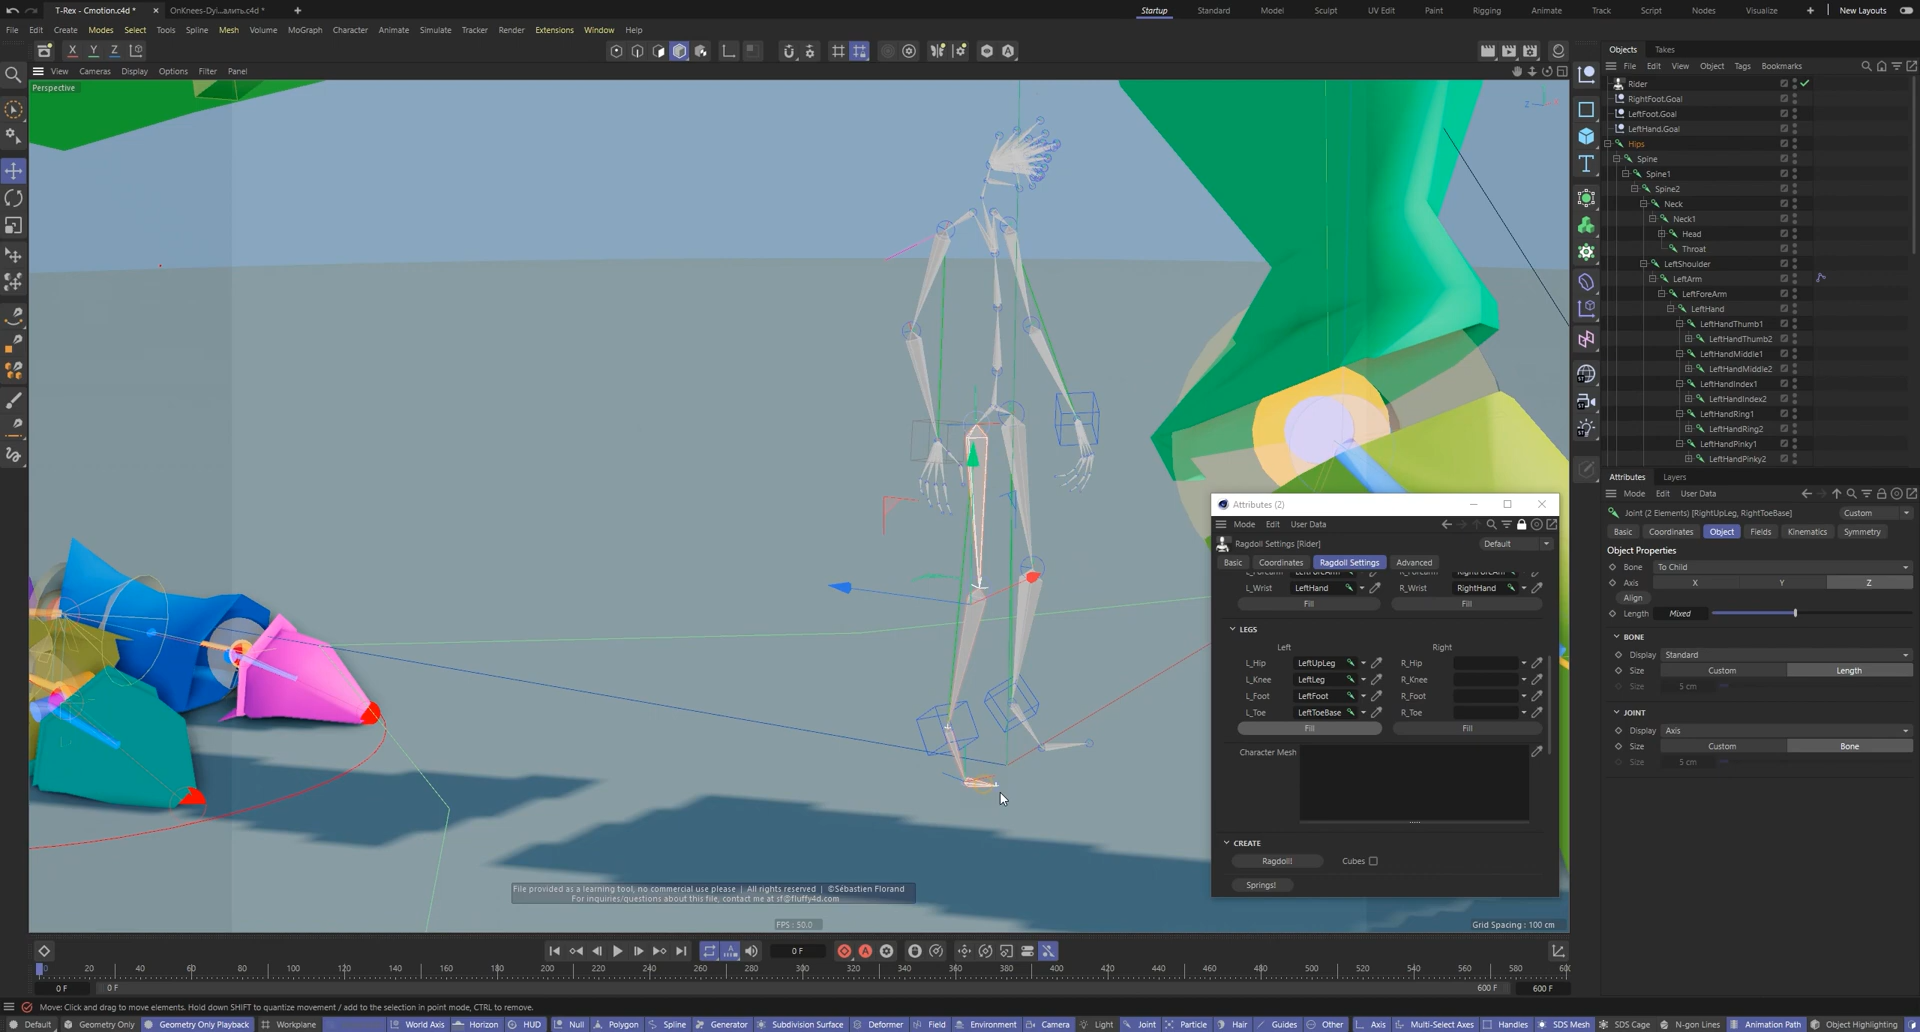 T-Rex - Cmotion.c4d *
OnKnees-Dyi...алить.c4d *
Startup
Standard
Model
Sculpt
UV Edit
Paint
Rigging
Animate
Track
Script
Nodes
Visualize
New Layouts
File Edit Create Modes Select Tools Spline Mesh Volume MoGraph Character Animate Simulate Tracker Render Extensions Window Help
X Y Z
View Cameras Display Options Filter Panel
Perspective
Objects Takes
File Edit View Object Tags Bookmarks
Rider
RightFoot.Goal
LeftFoot.Goal
LeftHand.Goal
Hips
Spine
Spine1
Spine2
Neck
Neck1
Head
Throat
LeftShoulder
LeftArm
LeftForeArm
LeftHand
LeftHandThumb1
LeftHandThumb2
LeftHandMiddle1
LeftHandMiddle2
LeftHandIndex1
LeftHandIndex2
LeftHandRing1
LeftHandRing2
LeftHandPinky1
LeftHandPinky2
Attributes Layers
Mode Edit User Data
Joint (2 Elements) [RightUpLeg, RightToeBase]
Custom
Basic Coordinates Object Fields Kinematics Symmetry
Object Properties
Bone To Child
Axis X Y Z
Align
Length Mixed
BONE
Display Standard
Size Custom Length
Size 5 cm
JOINT
Display Axis
Size Custom Bone
Size 5 cm
Attributes (2)
Mode Edit User Data
Ragdoll Settings [Rider]
Default
Basic Coordinates Ragdoll Settings Advanced
L_Wrist LeftHand R_Wrist RightHand
Fill Fill
LEGS
Left Right
L_Hip LeftUpLeg R_Hip
L_Knee LeftLeg R_Knee
L_Foot LeftFoot R_Foot
L_Toe LeftToeBase R_Toe
Fill Fill
Character Mesh
CREATE
Ragdoll! Cubes
Springs!
File provided as a learning tool, no commercial use please | All rights reserved | ©Sébastien Florand
For inquiries/questions about this file, contact me at sf@fluffy4d.com
FPS : 50.0
Grid Spacing : 100 cm
0 F
0 20 40 60 80 100 120 140 160 180 200 220 240 260 280 300 320 340 360 380 400 420 440 460 480 500 520 540 560 580
0 F 0 F 600 F 600 F
Move: Click and drag to move elements. Hold down SHIFT to quantize movement / add to the selection in point mode, CTRL to remove.
Default Geometry Only Geometry Only Playback Workplane World Axis Horizon HUD Null Polygon Spline Generator Subdivision Surface Deformer Field Environment Camera Light Joint Particle Hair Guides Other Axis Multi-Select Axes Handles SDS Mesh SDS Cage N-gon Lines Animation Path Object Highlighting